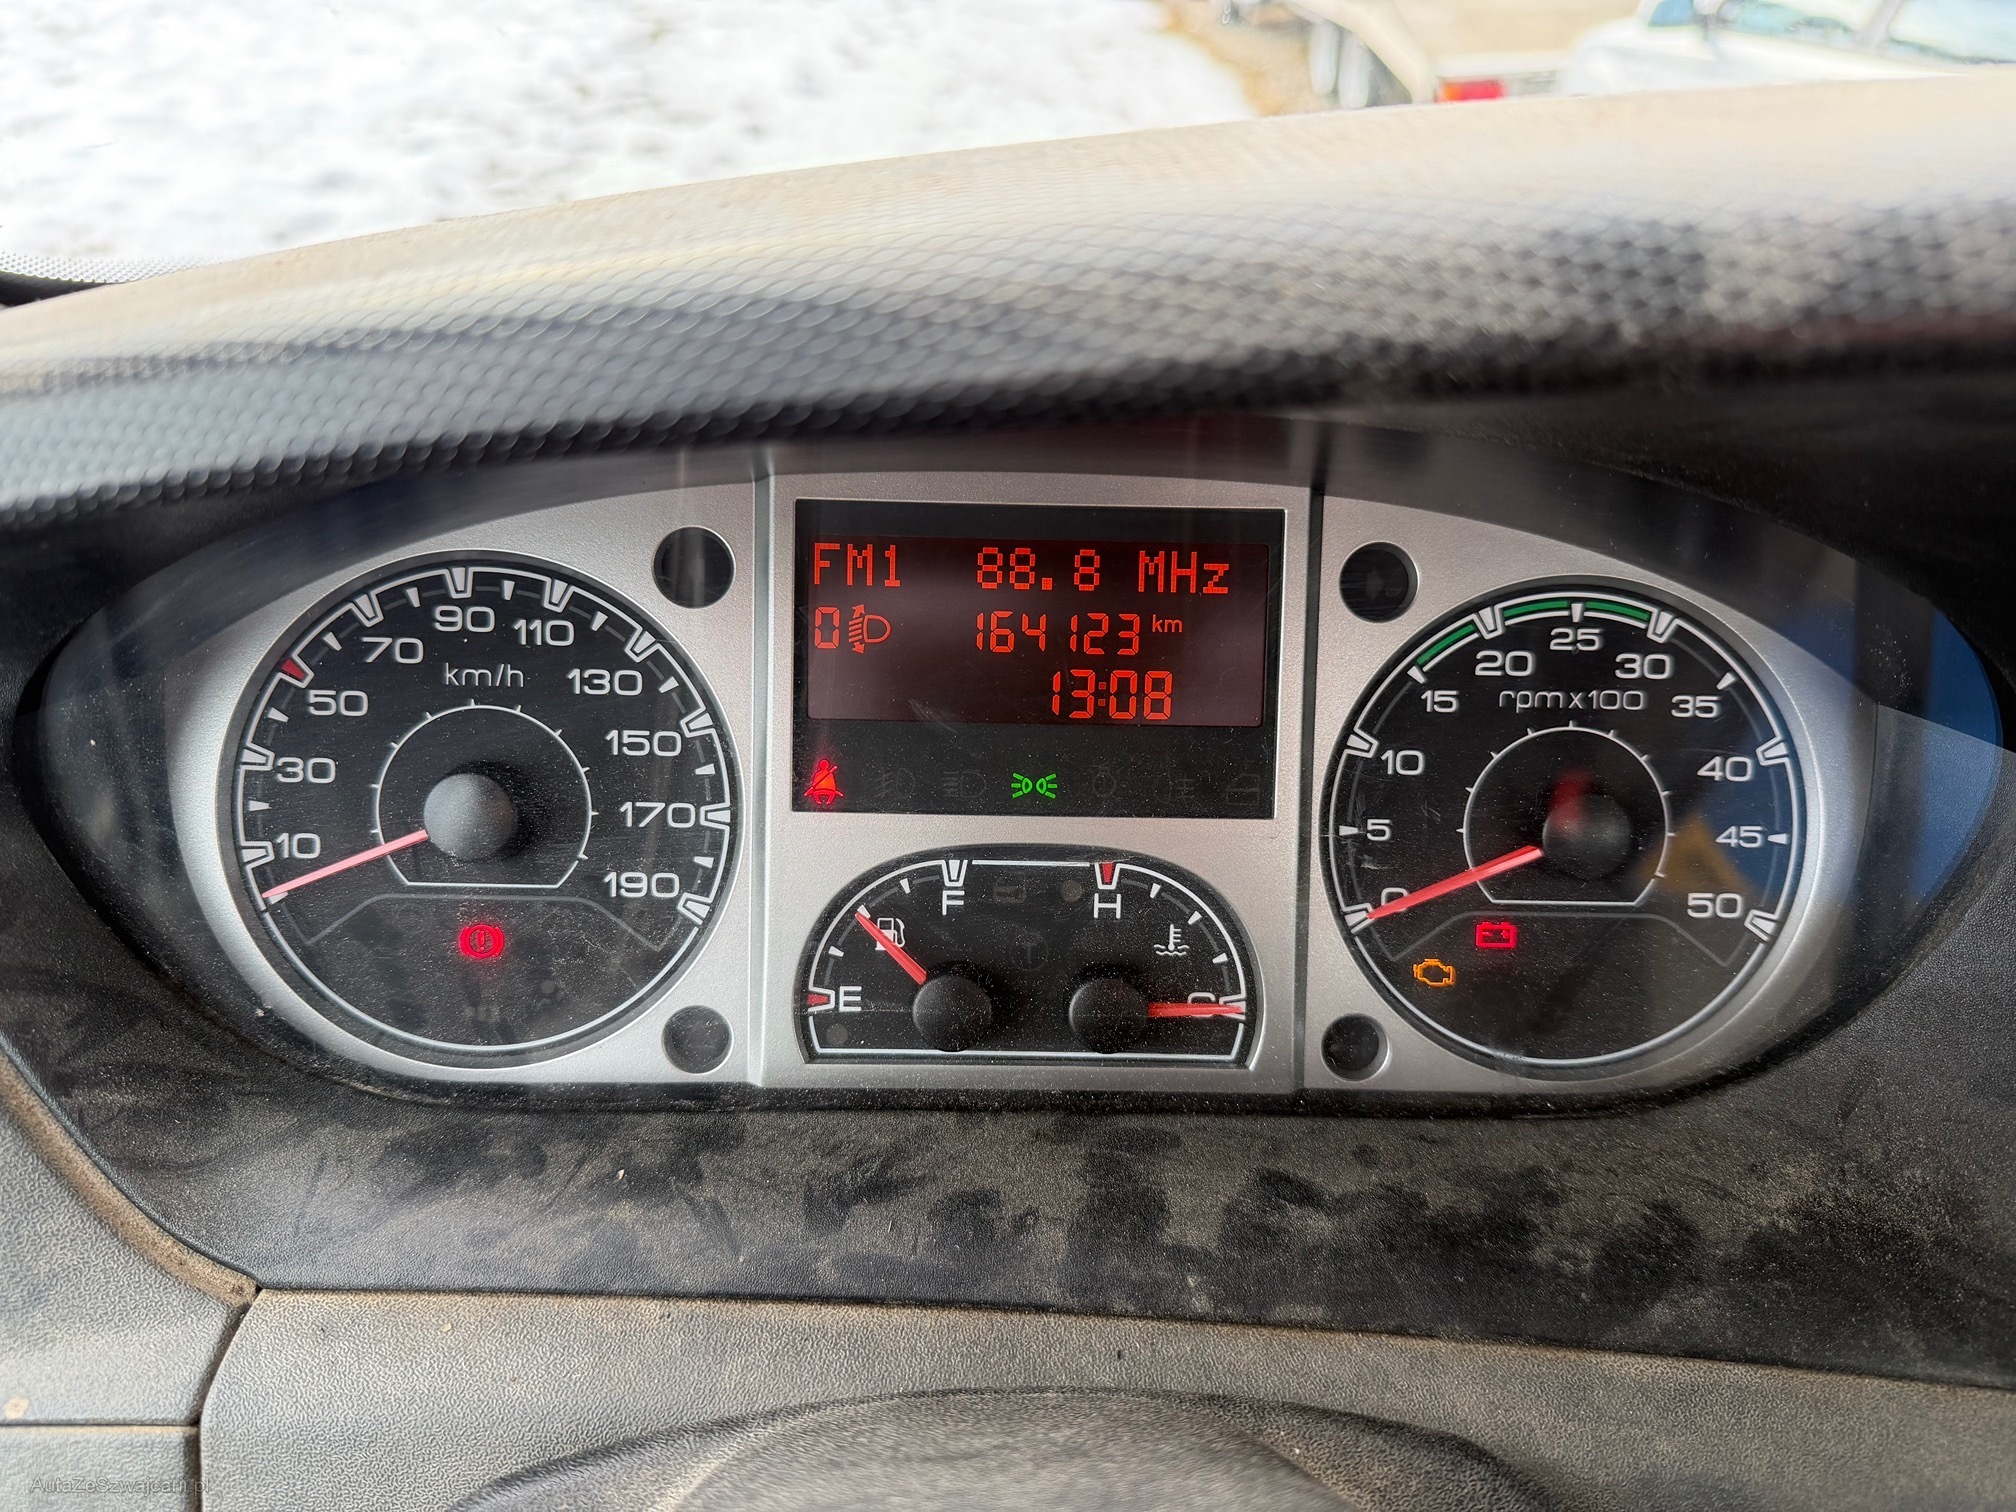 FM1 88.8 MHz
0 164123 km
13:08
10 30 50 70 90 110 130 150 170 190
km/h
E F
H C
0 5 10 15 20 25 30 35 40 45 50
rpmx100
AutaZeSzwajcarii.pl